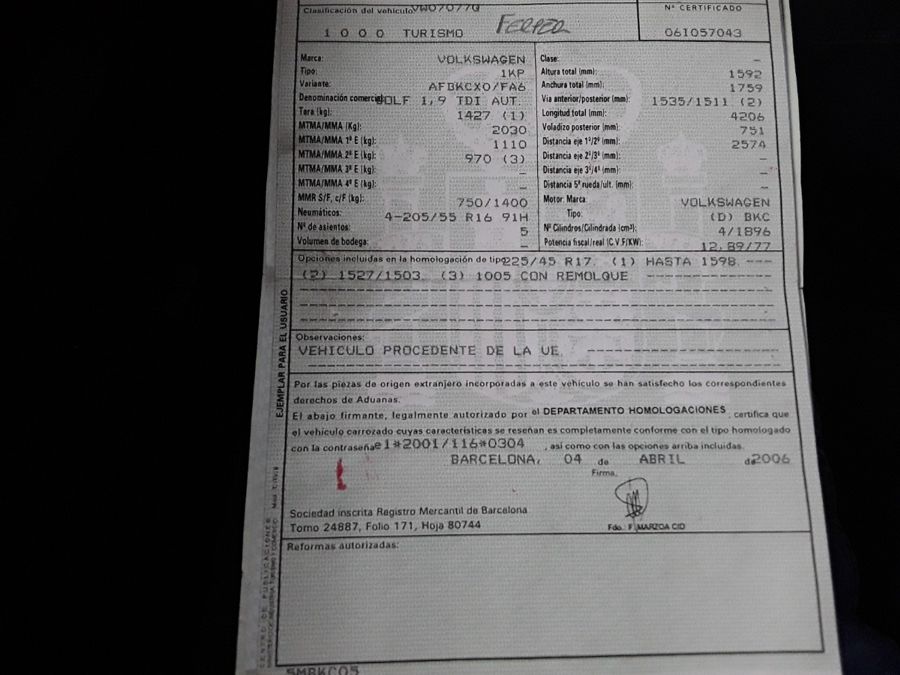 Clasificación del vehículo VW07077Q
Nº CERTIFICADO
1000 TURISMO
FERPER
061057043
Marca: VOLKSWAGEN
Tipo: 1KP
Variante: AFBKCX0/FA6
Denominación comercial: GOLF 1,9 TDI AUT.
Tara (kg): 1427 (1)
MTMA/MMA (Kg): 2030
MTMA/MMA 1º E (kg): 1110
MTMA/MMA 2º E (kg): 970 (3)
MTMA/MMA 3º E (kg): -
MTMA/MMA 4º E (kg): -
MMR S/F, c/F (kg): 750/1400
Neumáticos: 4-205/55 R16 91H
Nº de asientos: 5
Volumen de bodega: -
Clase: -
Altura total (mm): 1592
Anchura total (mm): 1759
Vía anterior/posterior (mm): 1535/1511 (2)
Longitud total (mm): 4206
Voladizo posterior (mm): 751
Distancia eje 1º/2º (mm): 2574
Distancia eje 2º/3º (mm): -
Distancia eje 3º/4º (mm): -
Distancia 5ª rueda/ult. (mm): -
Motor: Marca: VOLKSWAGEN
Tipo: (D) BKC
Nº Cilindros/Cilindrada (cm³): 4/1896
Potencia fiscal/real (C.V.F/KW): 12,89/77
Opciones incluidas en la homologación de tipo: 225/45 R17. (1) HASTA 1598. ---
(2) 1527/1503. (3) 1005 CON REMOLQUE
Observaciones:
VEHICULO PROCEDENTE DE LA UE.
EJEMPLAR PARA EL USUARIO
Por las piezas de origen extranjero incorporadas a este vehículo se han satisfecho los correspondientes
derechos de Aduanas.
El abajo firmante, legalmente autorizado por el DEPARTAMENTO HOMOLOGACIONES, certifica que
el vehículo carrozado cuyas características se reseñan es completamente conforme con el tipo homologado
con la contraseña e1*2001/116*0304, así como con las opciones arriba incluidas.
BARCELONA, 04 de ABRIL de 2006
Firma,
Sociedad inscrita Registro Mercantil de Barcelona
Tomo 24887, Folio 171, Hoja 80744
Fdo.: F. MARZOA CID
Reformas autorizadas:
CENTRO DE PUBLICACIONES
5MBKC05